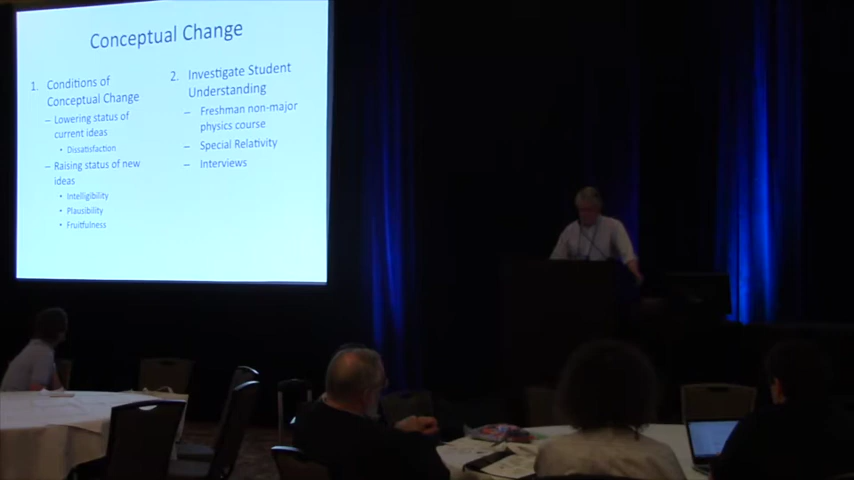 Conceptual Change
1. Conditions of
Conceptual Change
– Lowering status of
current ideas
• Dissatisfaction
– Raising status of new
ideas
• Intelligibility
• Plausibility
• Fruitfulness
2. Investigate Student
Understanding
– Freshman non-major
physics course
– Special Relativity
– Interviews